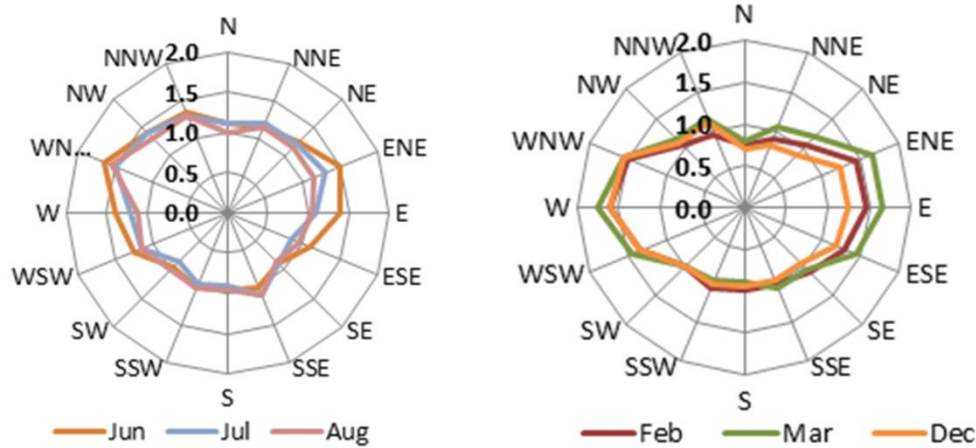 N
NNW
NNE
NW
NE
WN...
ENE
W
E
WSW
ESE
SW
SE
SSW
SSE
S
2.0
1.5
1.0
0.5
0.0
Jun Jul Aug
N
NNW
NNE
NW
NE
WNW
ENE
W
E
WSW
ESE
SW
SE
SSW
SSE
S
2.0
1.5
1.0
0.5
0.0
Feb Mar Dec